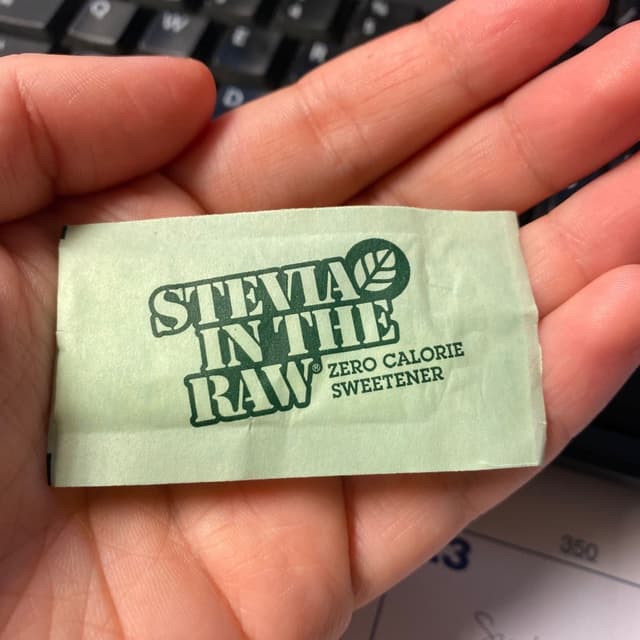 Q
W
E
R
D
STEVIA
IN THE
RAW®
ZERO CALORIE
SWEETENER
350